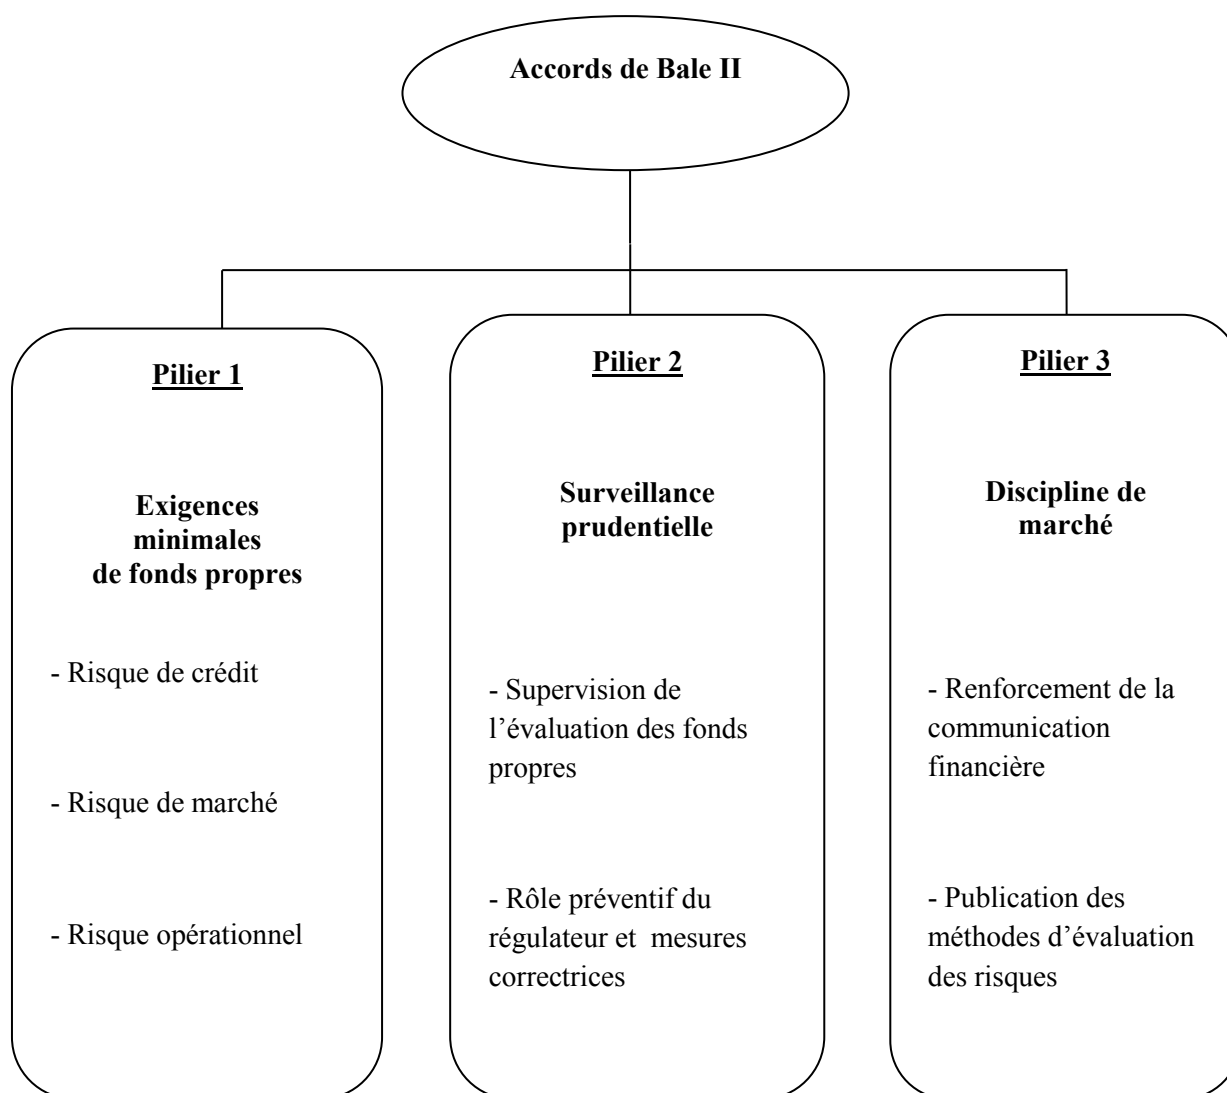 Accords de Bale II
Pilier 1
Exigences
minimales
de fonds propres
- Risque de crédit
- Risque de marché
- Risque opérationnel
Pilier 2
Surveillance
prudentielle
- Supervision de
l’évaluation des fonds
propres
- Rôle préventif du
régulateur et  mesures
correctrices
Pilier 3
Discipline de
marché
- Renforcement de la
communication
financière
- Publication des
méthodes d’évaluation
des risques